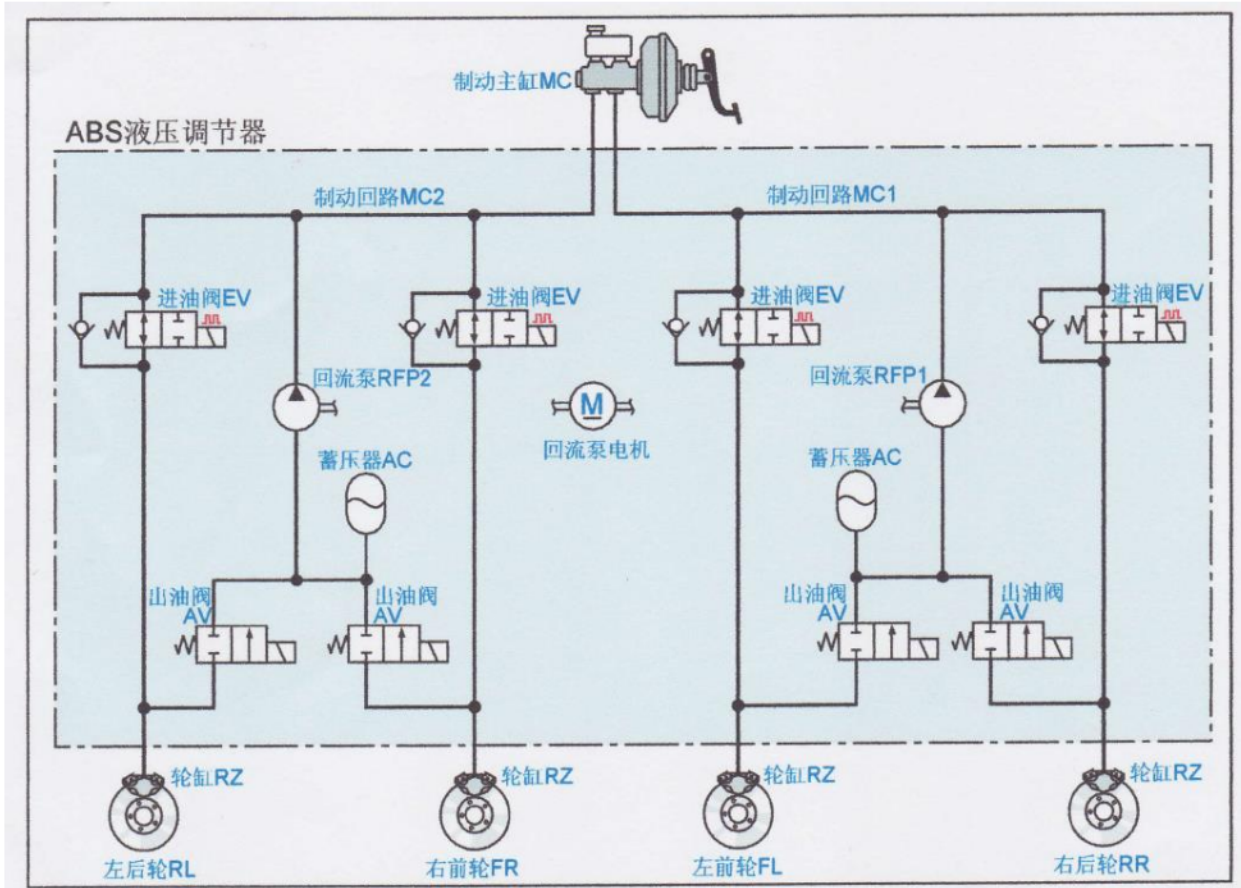 制动主缸MC
ABS液压调节器
制动回路MC2
制动回路MC1
进油阀EV
进油阀EV
进油阀EV
进油阀EV
回流泵RFP2
M
回流泵电机
回流泵RFP1
蓄压器AC
蓄压器AC
出油阀
AV
出油阀
AV
出油阀
AV
出油阀
AV
轮缸RZ
轮缸RZ
轮缸RZ
轮缸RZ
左后轮RL
右前轮FR
左前轮FL
右后轮RR